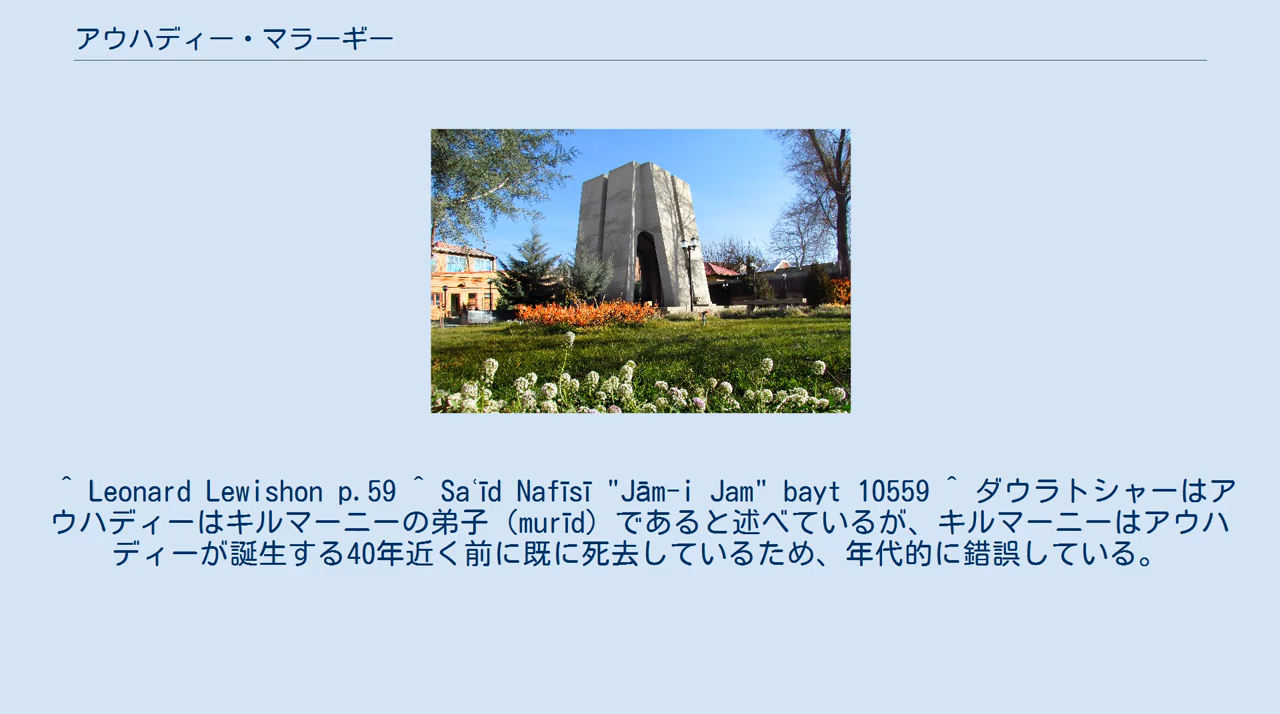 アウハディー・マラーギー
^ Leonard Lewishon p.59 ^ Saʿīd Nafīsī "Jām-i Jam" bayt 10559 ^ ダウラトシャーはア
ウハディーはキルマーニーの弟子（murīd）であると述べているが、キルマーニーはアウハ
ディーが誕生する40年近く前に既に死去しているため、年代的に錯誤している。